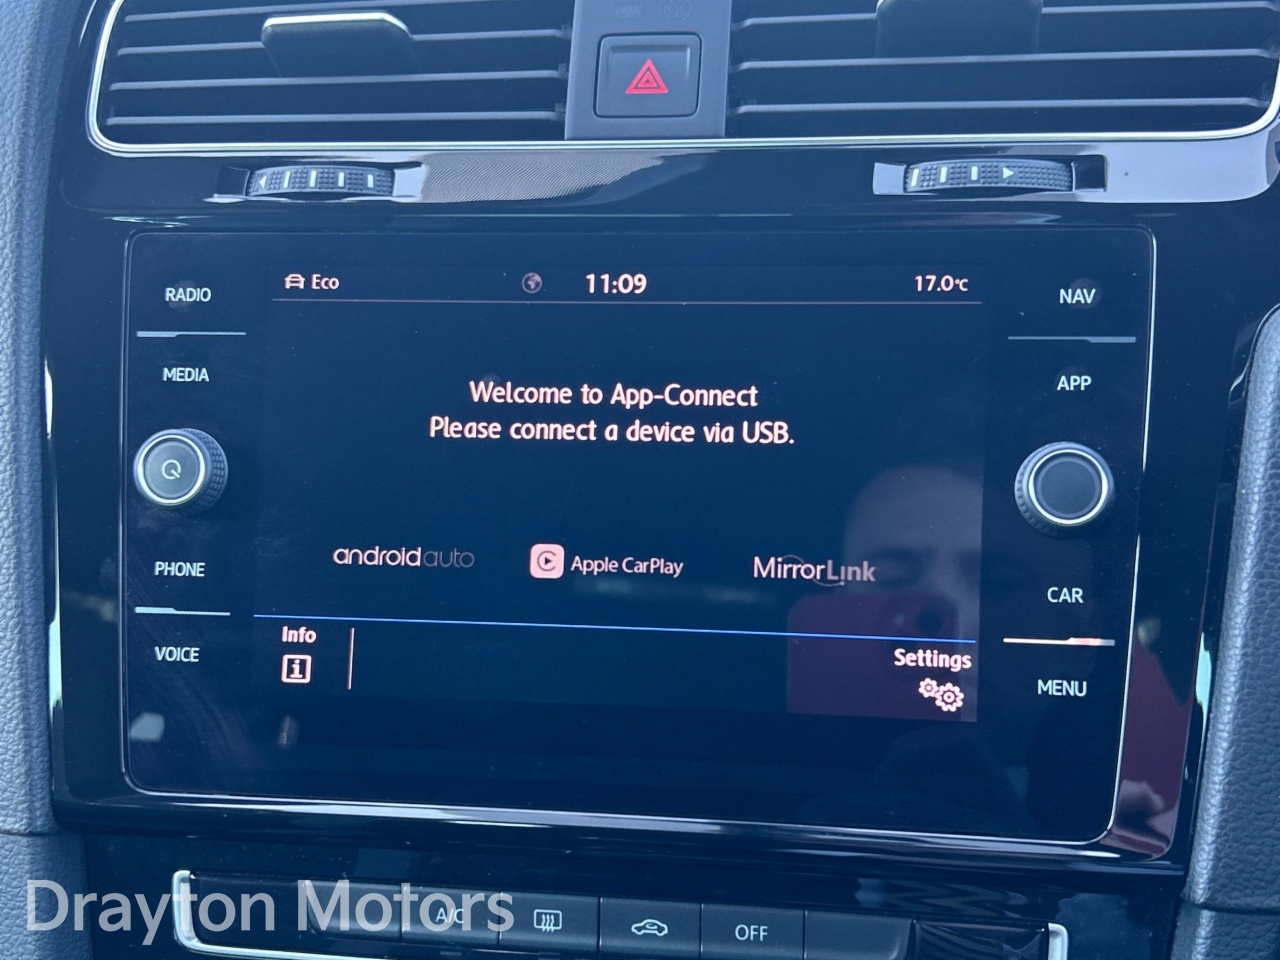 RADIO
MEDIA
PHONE
VOICE
Eco
11:09
17.0°C
Welcome to App-Connect
Please connect a device via USB.
androidauto
Apple CarPlay
MirrorLink
Info
i
Settings
NAV
APP
CAR
MENU
A/C
OFF
Drayton Motors